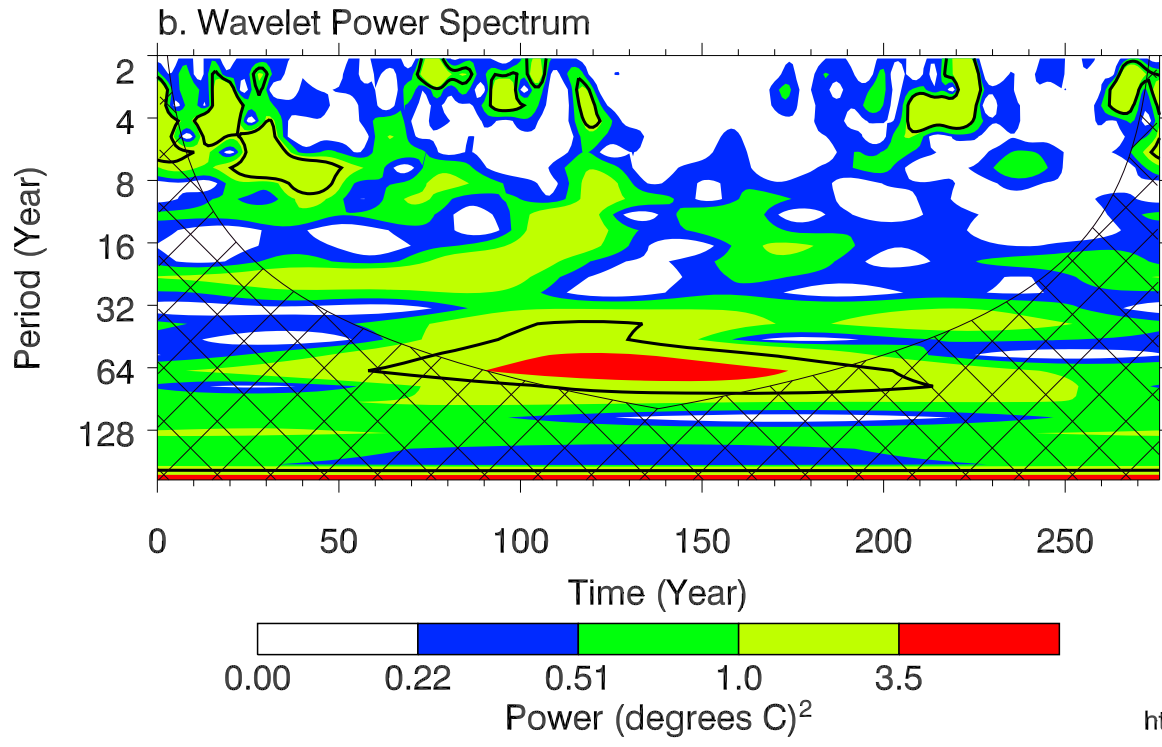 b. Wavelet Power Spectrum
2
4
8
16
32
64
128
Period (Year)
0 50 100 150 200 250
Time (Year)
0.00 0.22 0.51 1.0 3.5
Power (degrees C)²
ht